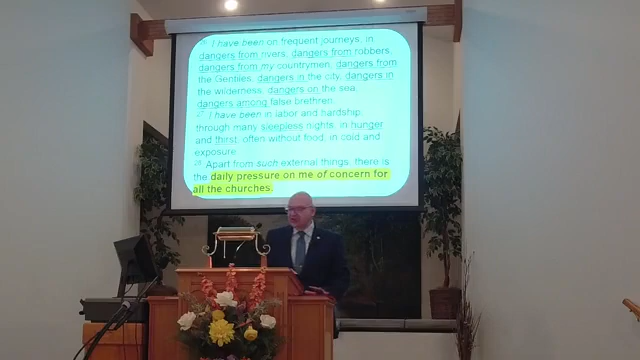 26 I have been on frequent journeys, in
dangers from rivers, dangers from robbers,
dangers from my countrymen, dangers from
the Gentiles, dangers in the city, dangers in
the wilderness, dangers on the sea,
dangers among false brethren
27 I have been in labor and hardship,
through many sleepless nights, in hunger
and thirst, often without food, in cold and
exposure.
28 Apart from such external things, there is
the daily pressure on me of concern for
all the churches.